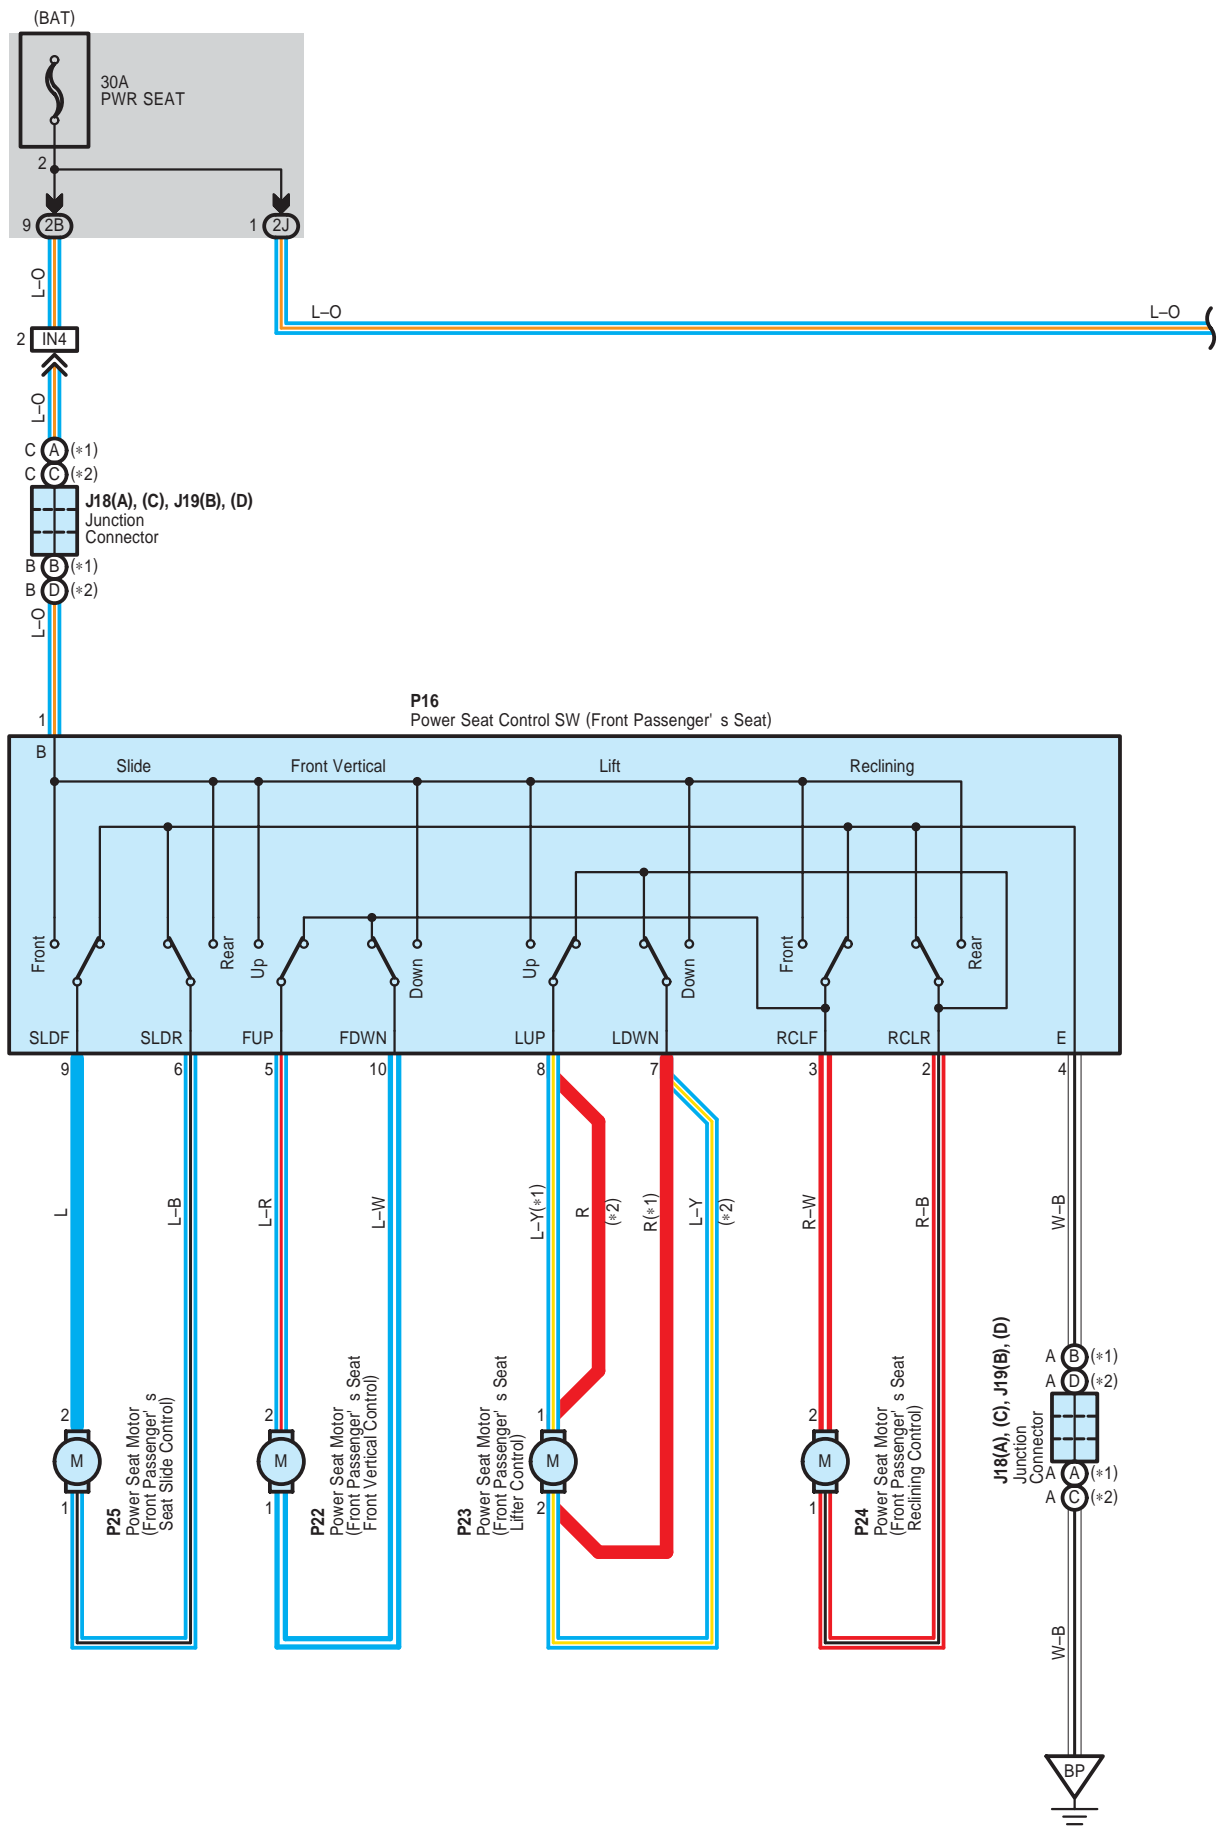 (BAT)
30A
PWR SEAT
2
9 2B
1 2J
L–O
L–O
L–O
2 IN4
L–O
C A (*1)
C C (*2)
J18(A), (C), J19(B), (D)
Junction
Connector
B B (*1)
B D (*2)
L–O
P16
Power Seat Control SW (Front Passenger' s Seat)
1
B
Slide
Front Vertical
Lift
Reclining
Front
Rear
Up
Down
Up
Down
Front
Rear
SLDF
SLDR
FUP
FDWN
LUP
LDWN
RCLF
RCLR
E
9
6
5
10
8
7
3
2
4
L
L–B
L–R
L–W
L–Y(*1)
R
(*2)
R(*1)
L–Y
(*2)
R–W
R–B
W–B
2
M
1
P25
Power Seat Motor
(Front Passenger' s
Seat Slide Control)
2
M
1
P22
Power Seat Motor
(Front Passenger' s Seat
Front Vertical Control)
1
M
2
P23
Power Seat Motor
(Front Passenger' s Seat
Lifter Control)
2
M
1
P24
Power Seat Motor
(Front Passenger' s Seat
Reclining Control)
J18(A), (C), J19(B), (D)
Junction
Connector
A B (*1)
A D (*2)
A A (*1)
A C (*2)
W–B
BP